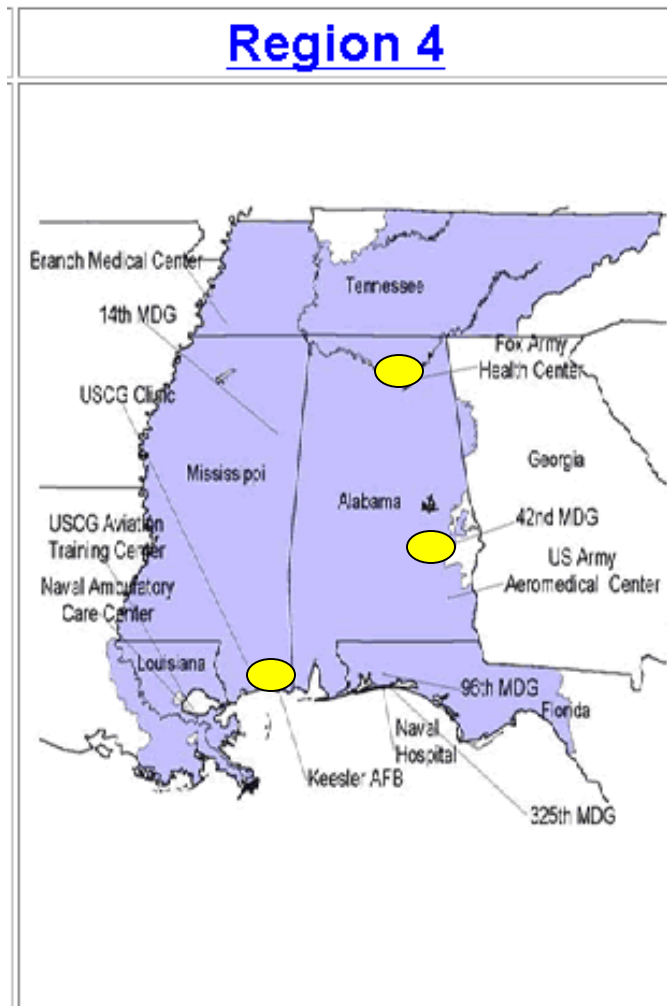 Region 4
Branch Medical Center
Tennessee
14th MDG
Fox Army
Health Center
USCG Clinic
Mississippi
Georgia
Alabama
USCG Aviation
Training Center
42nd MDG
US Army
Aeromedical Center
Naval Ambulatory
Care Center
Louisiana
96th MDG
Florida
Naval
Hospital
Keesler AFB
325th MDG